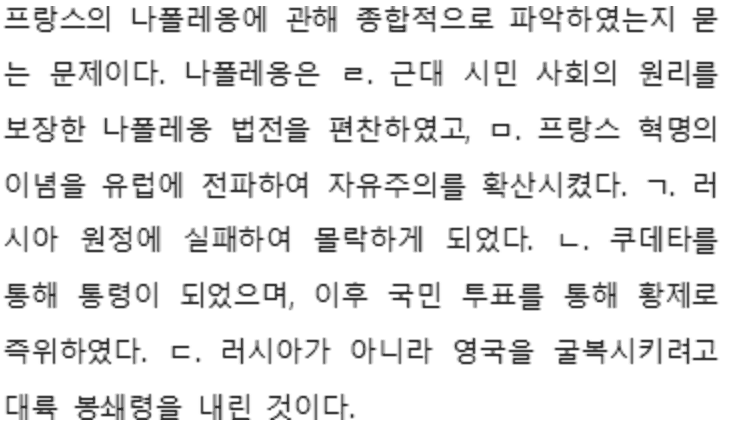 프랑스의 나폴레옹에 관해 종합적으로 파악하였는지 묻
는 문제이다. 나폴레옹은 ㄹ. 근대 시민 사회의 원리를
보장한 나폴레옹 법전을 편찬하였고, ㅁ. 프랑스 혁명의
이념을 유럽에 전파하여 자유주의를 확산시켰다. ㄱ. 러
시아 원정에 실패하여 몰락하게 되었다. ㄴ. 쿠데타를
통해 통령이 되었으며, 이후 국민 투표를 통해 황제로
즉위하였다. ㄷ. 러시아가 아니라 영국을 굴복시키려고
대륙 봉쇄령을 내린 것이다.